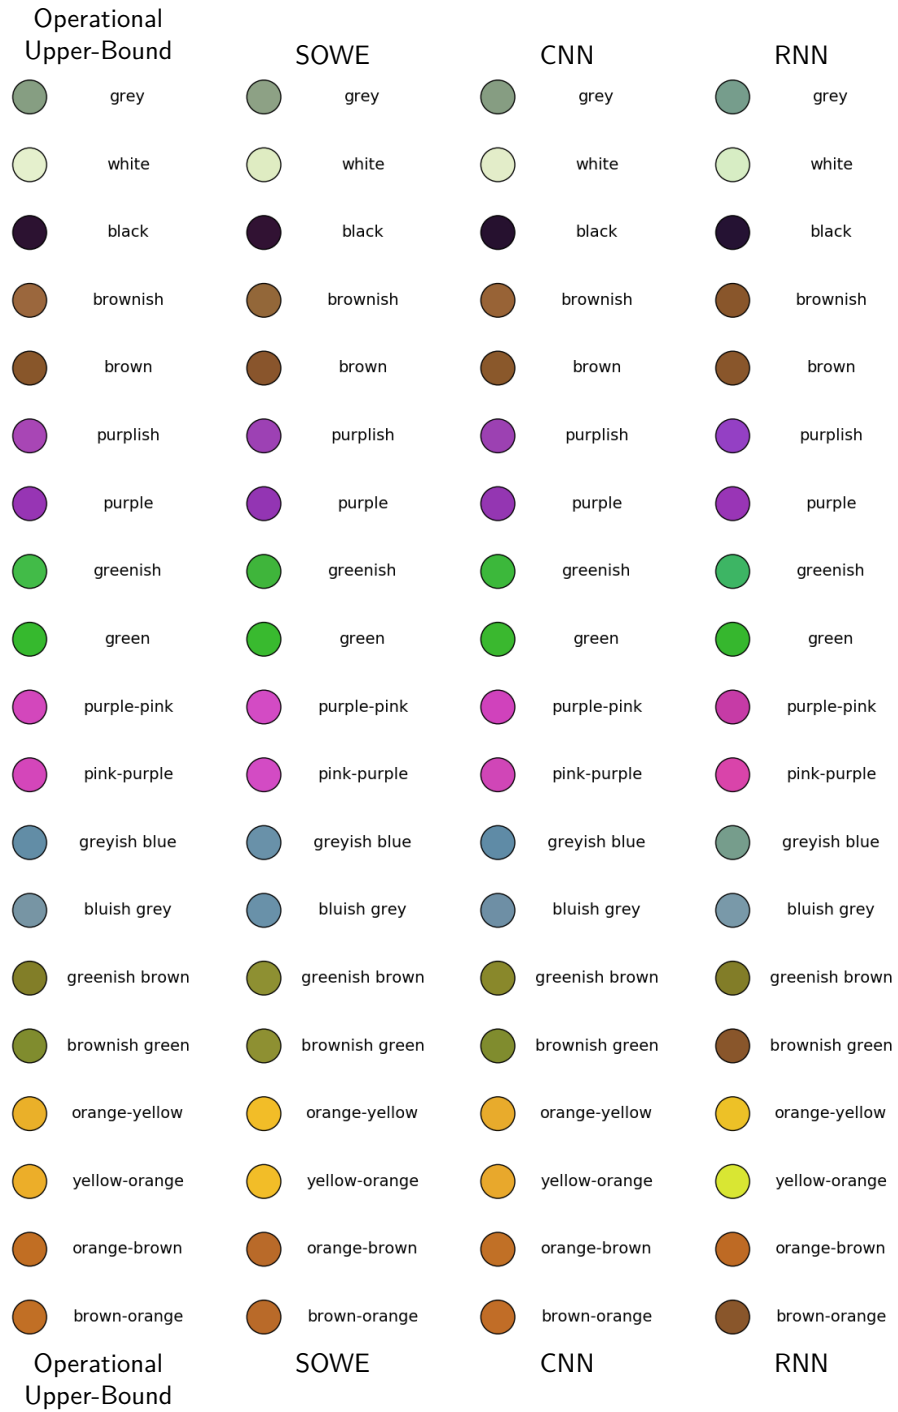 Operational
Upper-Bound SOWE CNN RNN
grey grey grey grey
white white white white
black black black black
brownish brownish brownish brownish
brown brown brown brown
purplish purplish purplish purplish
purple purple purple purple
greenish greenish greenish greenish
green green green green
purple-pink purple-pink purple-pink purple-pink
pink-purple pink-purple pink-purple pink-purple
greyish blue greyish blue greyish blue greyish blue
bluish grey bluish grey bluish grey bluish grey
greenish brown greenish brown greenish brown greenish brown
brownish green brownish green brownish green brownish green
orange-yellow orange-yellow orange-yellow orange-yellow
yellow-orange yellow-orange yellow-orange yellow-orange
orange-brown orange-brown orange-brown orange-brown
brown-orange brown-orange brown-orange brown-orange
Operational SOWE CNN RNN
Upper-Bound